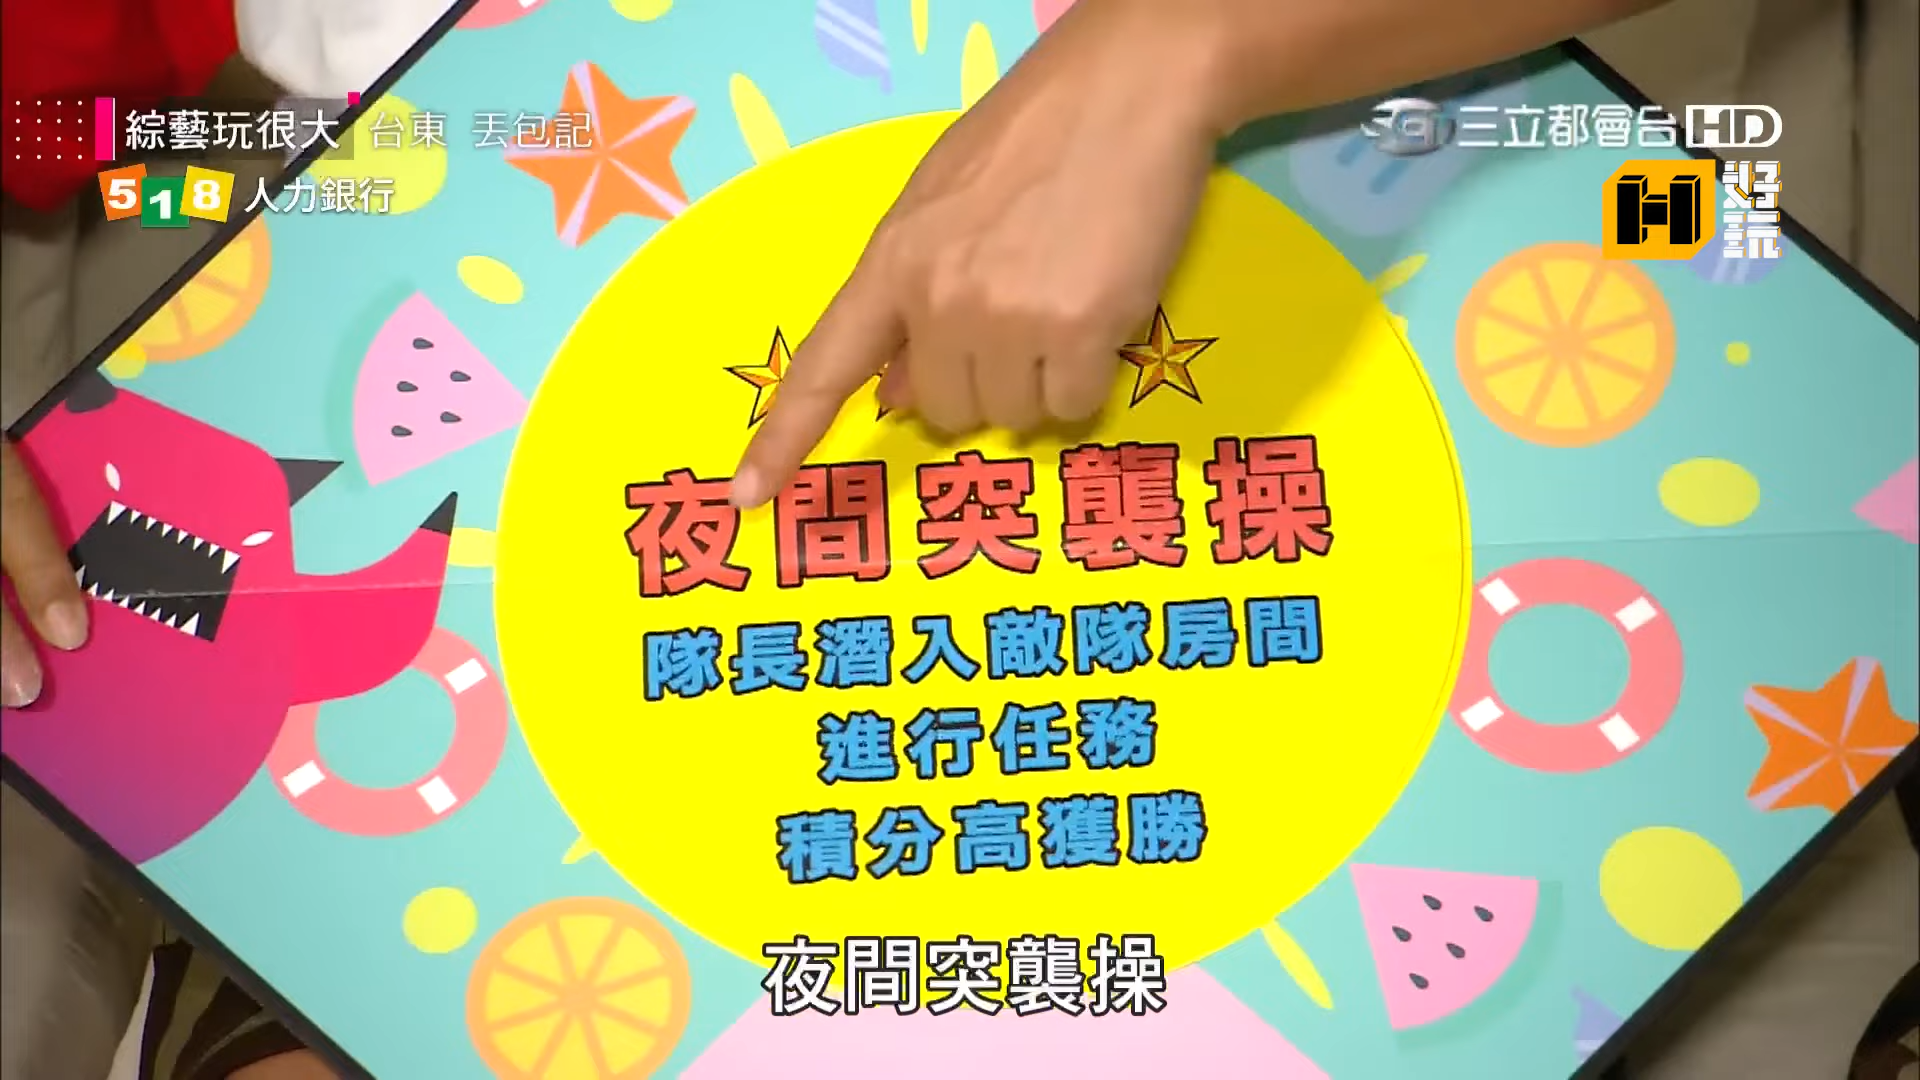 綜藝玩很大 台東 丟包記
518 人力銀行
SET 三立都會台 HD
H 好玩
夜間突襲操
隊長潛入敵隊房間
進行任務
積分高獲勝
夜間突襲操